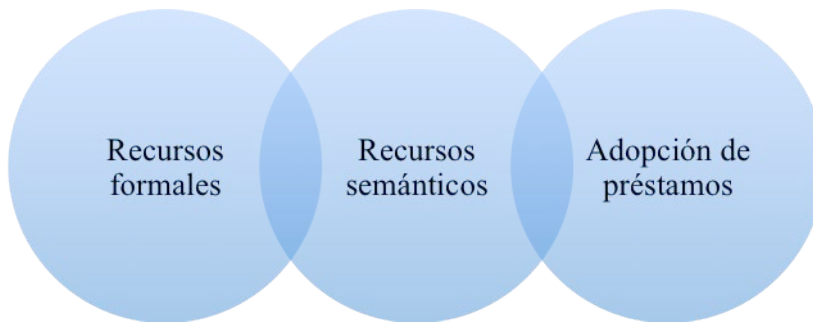 Recursos
formales
Recursos
semánticos
Adopción de
préstamos